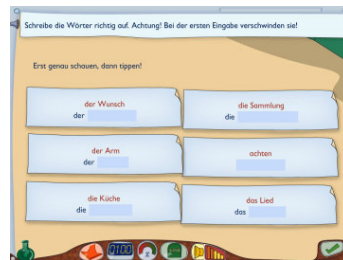 Schreibe die Wörter richtig auf. Achtung! Bei der ersten Eingabe verschwinden sie!
Erst genau schauen, dann tippen!
der Wunsch
der
die Sammlung
die
der Arm
der
achten
die Küche
die
das Lied
das
0100